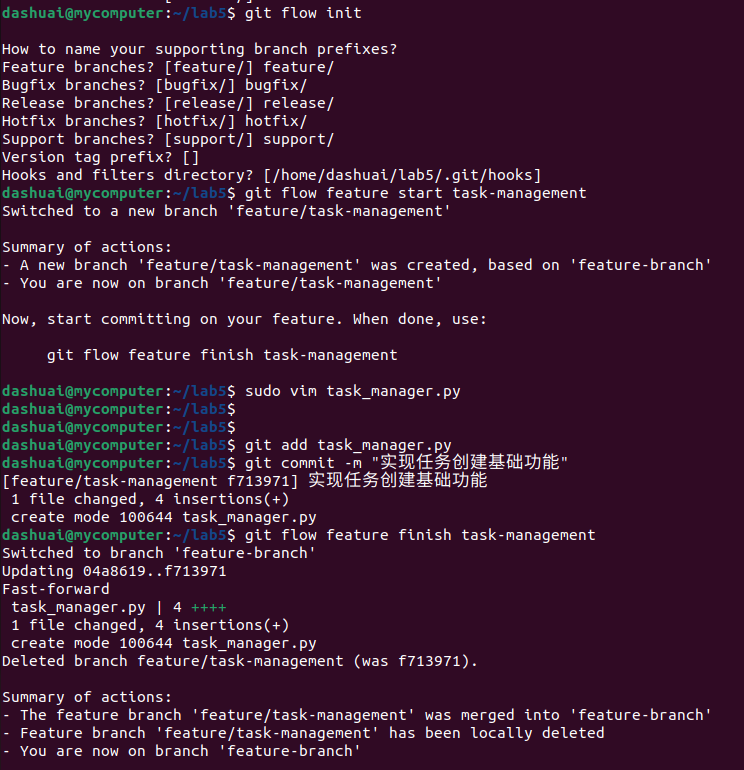 dashuai@mycomputer:~/lab5$ git flow init
How to name your supporting branch prefixes?
Feature branches? [feature/] feature/
Bugfix branches? [bugfix/] bugfix/
Release branches? [release/] release/
Hotfix branches? [hotfix/] hotfix/
Support branches? [support/] support/
Version tag prefix? []
Hooks and filters directory? [/home/dashuai/lab5/.git/hooks]
dashuai@mycomputer:~/lab5$ git flow feature start task-management
Switched to a new branch 'feature/task-management'
Summary of actions:
- A new branch 'feature/task-management' was created, based on 'feature-branch'
- You are now on branch 'feature/task-management'
Now, start committing on your feature. When done, use:
git flow feature finish task-management
dashuai@mycomputer:~/lab5$ sudo vim task_manager.py
dashuai@mycomputer:~/lab5$
dashuai@mycomputer:~/lab5$
dashuai@mycomputer:~/lab5$ git add task_manager.py
dashuai@mycomputer:~/lab5$ git commit -m "实现任务创建基础功能"
[feature/task-management f713971] 实现任务创建基础功能
1 file changed, 4 insertions(+)
create mode 100644 task_manager.py
dashuai@mycomputer:~/lab5$ git flow feature finish task-management
Switched to branch 'feature-branch'
Updating 04a8619..f713971
Fast-forward
task_manager.py | 4 ++++
1 file changed, 4 insertions(+)
create mode 100644 task_manager.py
Deleted branch feature/task-management (was f713971).
Summary of actions:
- The feature branch 'feature/task-management' was merged into 'feature-branch'
- Feature branch 'feature/task-management' has been locally deleted
- You are now on branch 'feature-branch'